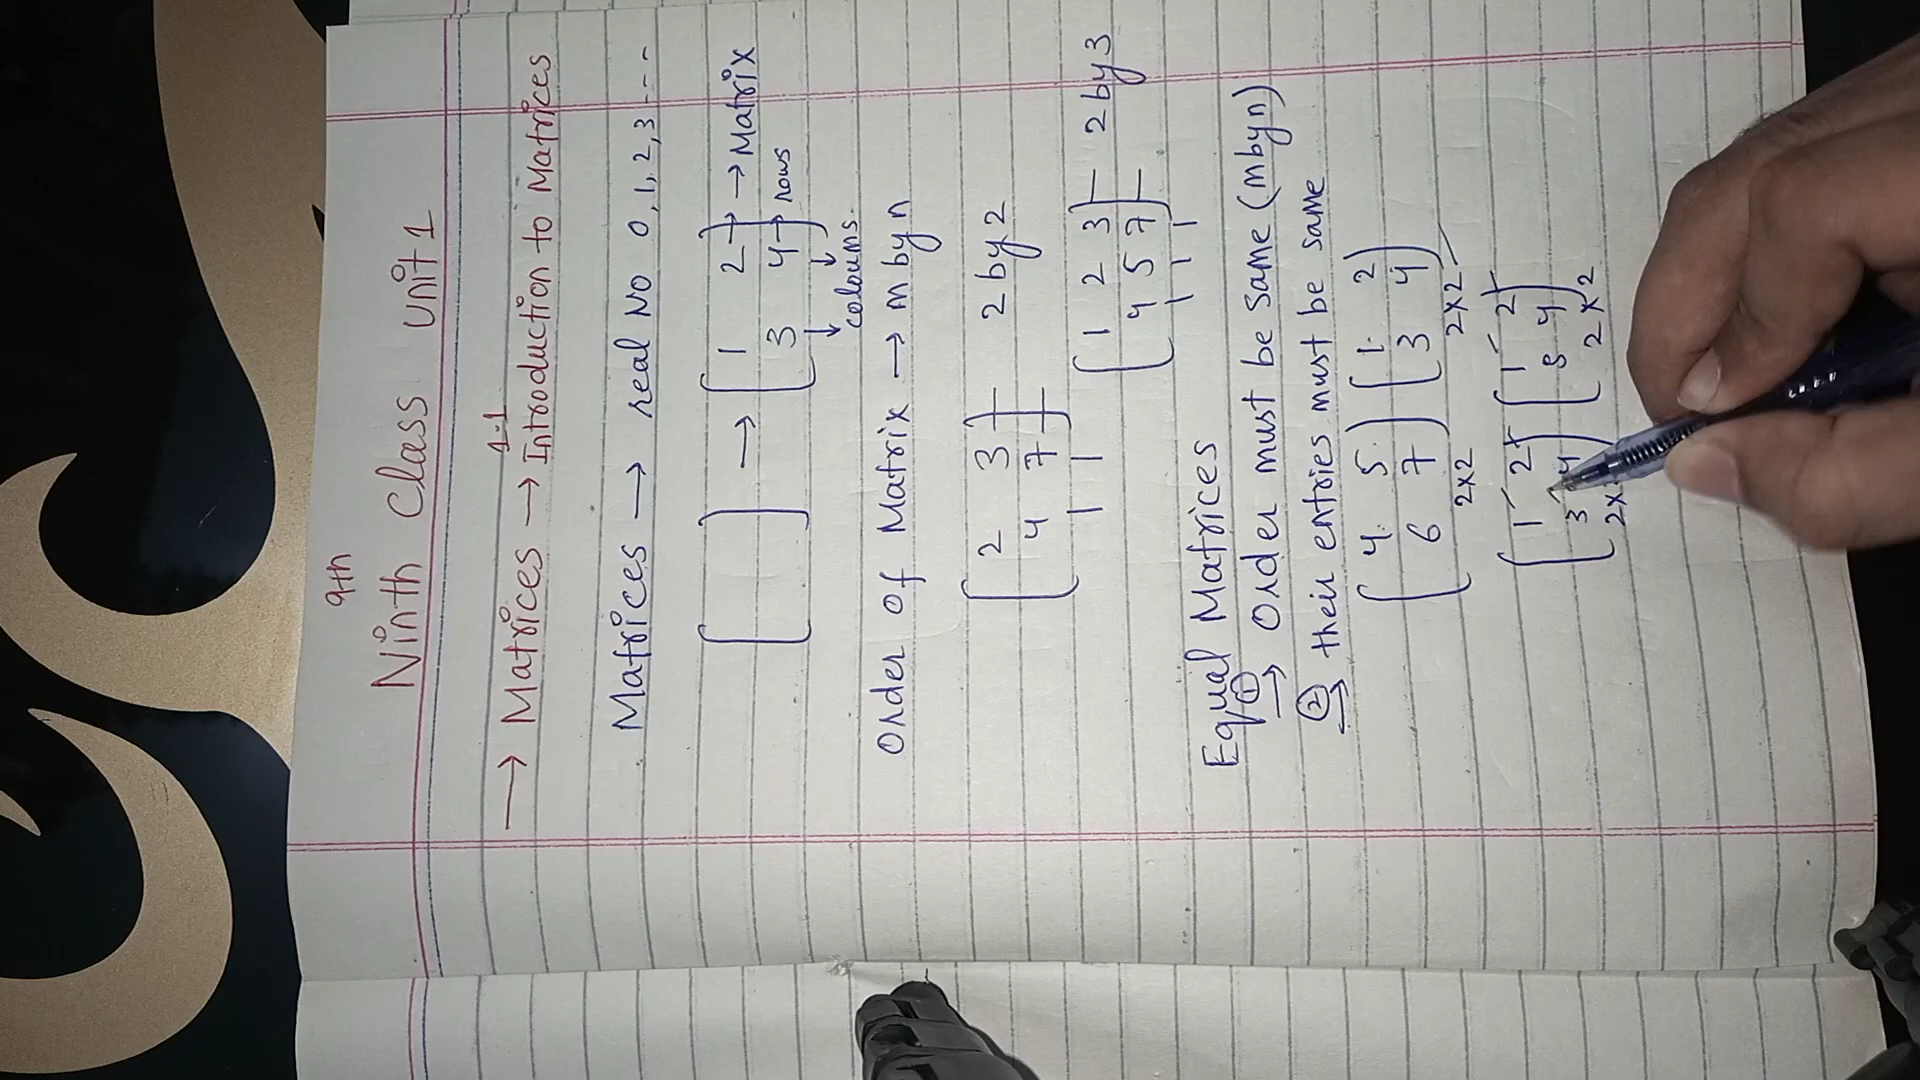 9th
Ninth Class Unit 1
→ Matrices → 1.1 Introduction to Matrices
Matrices → real No 0, 1, 2, 3 ...
[ ] → [1 2 → Matrix
3 4] rows
coloums.
Order of Matrix → m by n
[2 3
4 7] 2 by 2
[1 2 3
4 5 7] 2 by 3
Equal Matrices
① → Order must be same (m by n)
② → their entries must be same
[4 5 [1 2
6 7] 3 4]
2x2 2x2
[1 2 [1 2
3 4] 3 4]
2x2